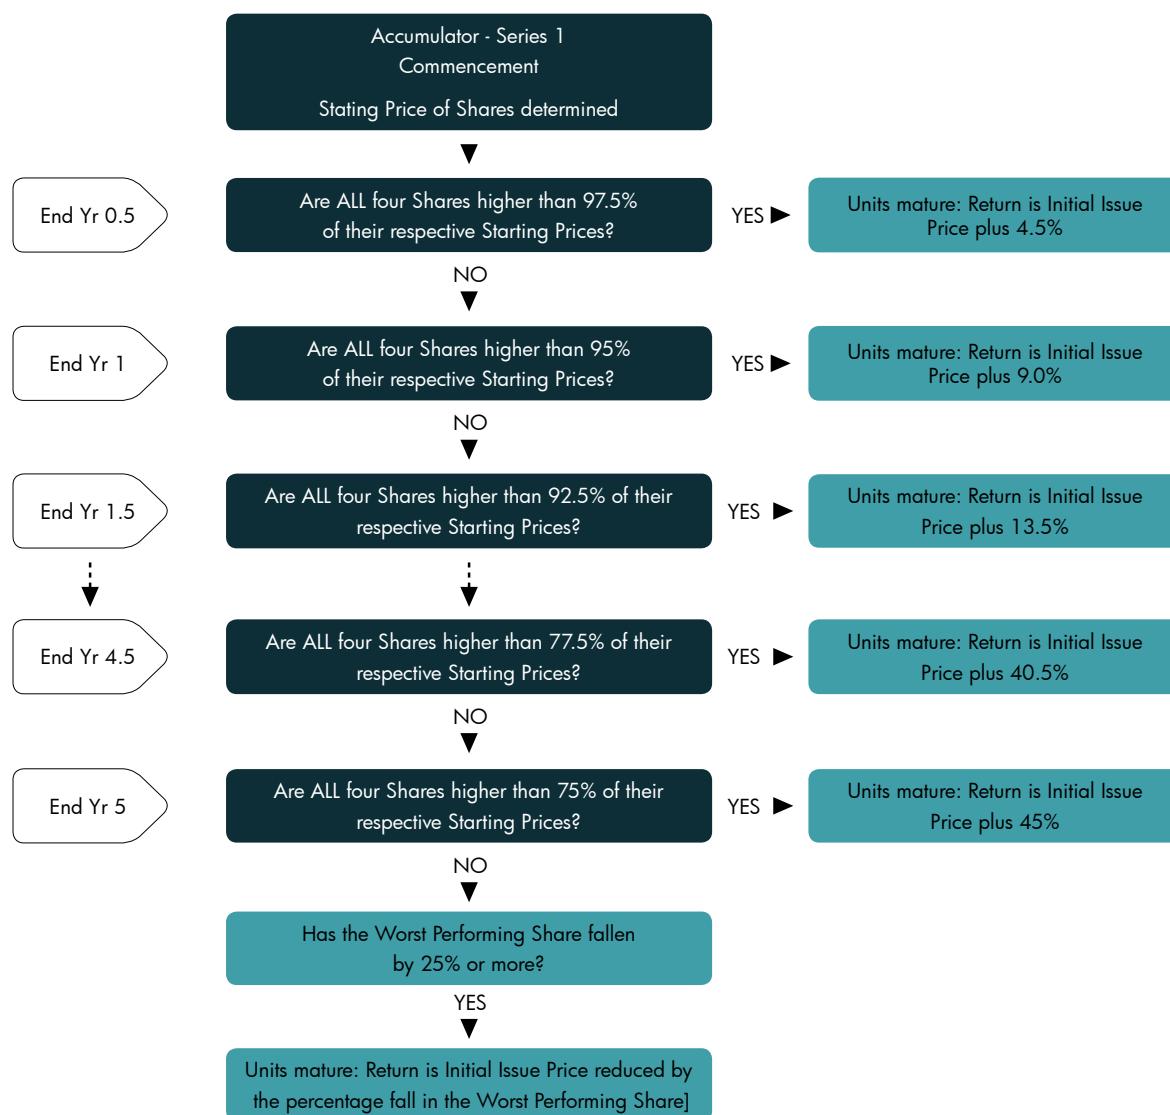 Accumulator - Series 1
Commencement
Stating Price of Shares determined
End Yr 0.5
Are ALL four Shares higher than 97.5%
of their respective Starting Prices?
YES
Units mature: Return is Initial Issue
Price plus 4.5%
NO
End Yr 1
Are ALL four Shares higher than 95%
of their respective Starting Prices?
YES
Units mature: Return is Initial Issue
Price plus 9.0%
NO
End Yr 1.5
Are ALL four Shares higher than 92.5% of their
respective Starting Prices?
YES
Units mature: Return is Initial Issue
Price plus 13.5%
End Yr 4.5
Are ALL four Shares higher than 77.5% of their
respective Starting Prices?
YES
Units mature: Return is Initial Issue
Price plus 40.5%
NO
End Yr 5
Are ALL four Shares higher than 75% of their
respective Starting Prices?
YES
Units mature: Return is Initial Issue
Price plus 45%
NO
Has the Worst Performing Share fallen
by 25% or more?
YES
Units mature: Return is Initial Issue Price reduced by
the percentage fall in the Worst Performing Share]